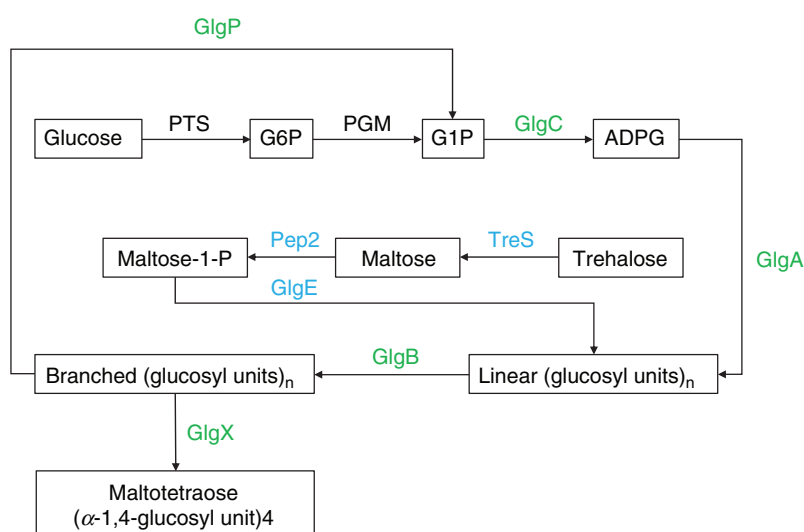 GlgP
PTS
PGM
GlgC
Glucose
G6P
G1P
ADPG
Pep2
TreS
Maltose-1-P
Maltose
Trehalose
GlgA
GlgE
GlgB
Branched (glucosyl units)n
Linear (glucosyl units)n
GlgX
Maltotetraose
(α-1,4-glucosyl unit)4